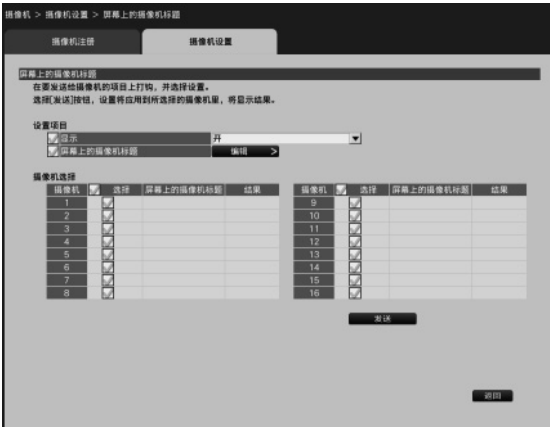 摄像机 > 摄像机设置 > 屏幕上的摄像机标题
摄像机注册 摄像机设置
屏幕上的摄像机标题
在要发送给摄像机的项目上打钩，并选择设置。
选择[发送]按钮，设置将应用到所选择的摄像机里，将显示结果。
设置项目
显示 开
屏幕上的摄像机标题 编辑 >
摄像机选择
摄像机 选择 屏幕上的摄像机标题 结果 摄像机 选择 屏幕上的摄像机标题 结果
1 9
2 10
3 11
4 12
5 13
6 14
7 15
8 16
发送
返回